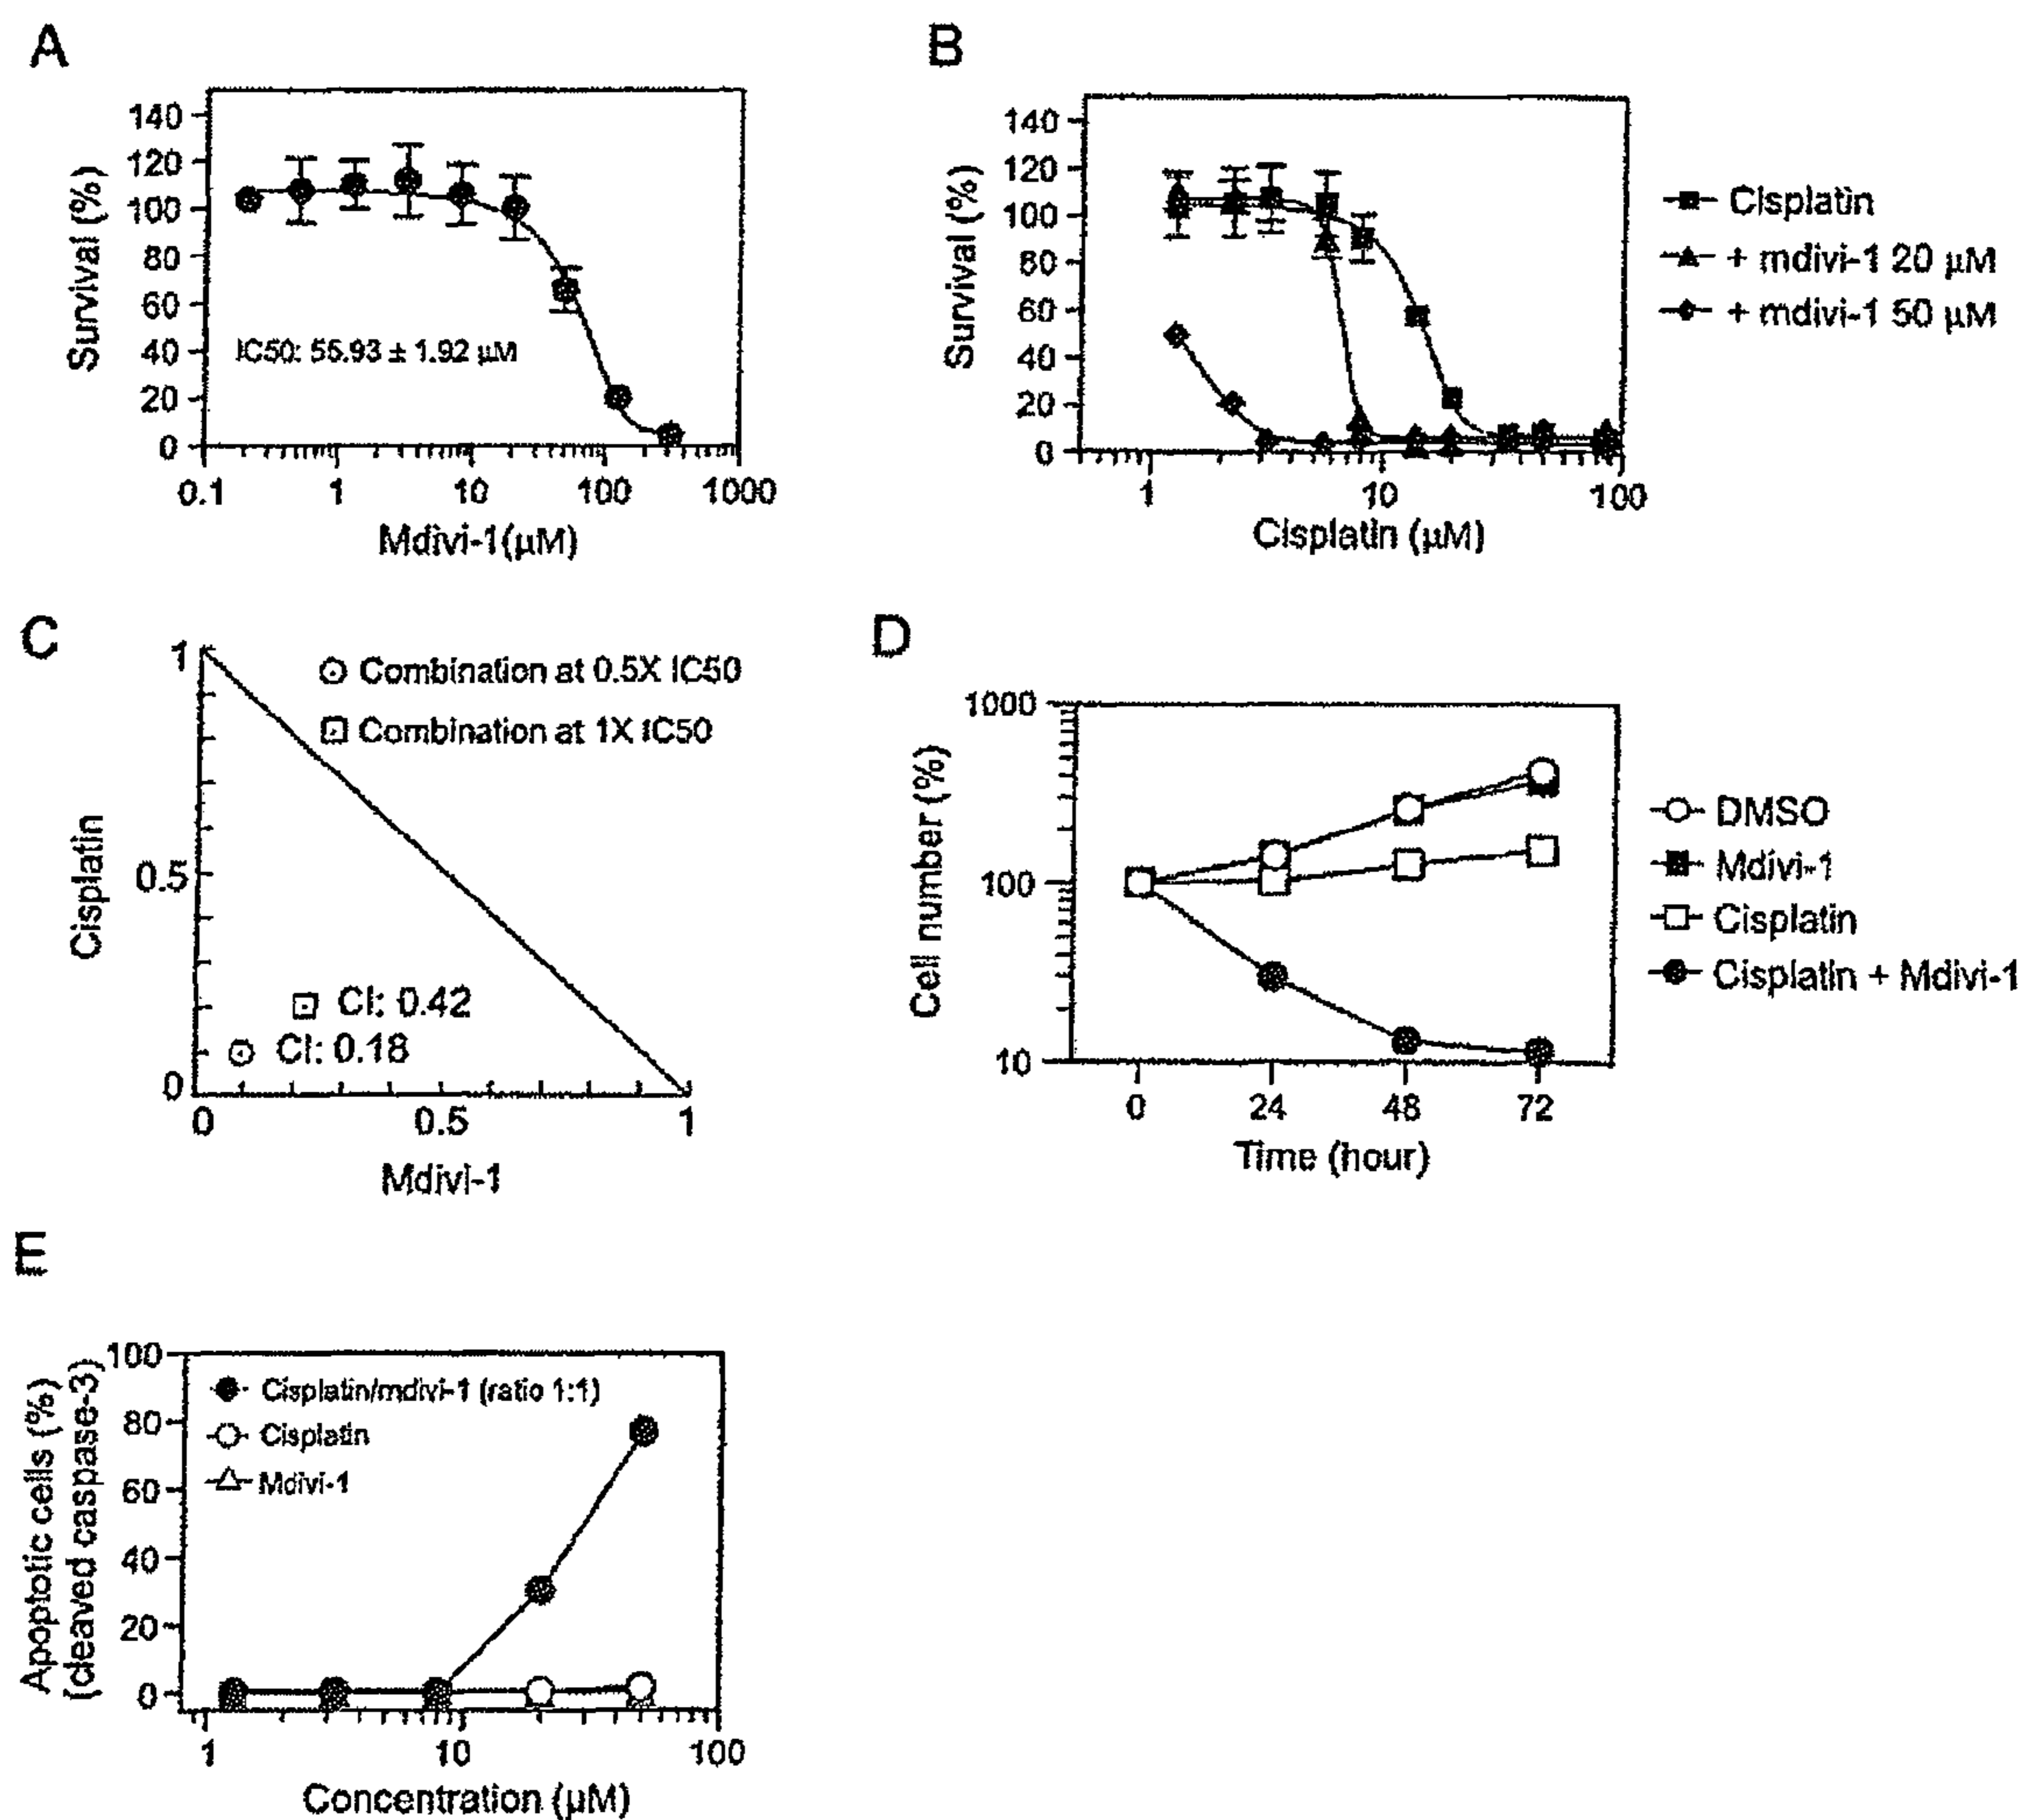 A
Survival (%)
140
120
100
80
60
40
20
0
IC50: 55.93 ± 1.92 µM
0.1
1
10
100
1000
Mdivi-1(µM)
B
Survival (%)
140
120
100
80
60
40
20
0
1
10
100
Cisplatin (µM)
Cisplatin
+ mdivi-1 20 µM
+ mdivi-1 50 µM
C
Cisplatin
1
0.5
0
Combination at 0.5X IC50
Combination at 1X IC50
CI: 0.42
CI: 0.18
0
0.5
1
Mdivi-1
D
Cell number (%)
1000
100
10
0
24
48
72
Time (hour)
DMSO
Mdivi-1
Cisplatin
Cisplatin + Mdivi-1
E
Apoptotic cells (%)
(cleaved caspase-3)
100
80
60
40
20
0
Cisplatin/mdivi-1 (ratio 1:1)
Cisplatin
Mdivi-1
1
10
100
Concentration (µM)